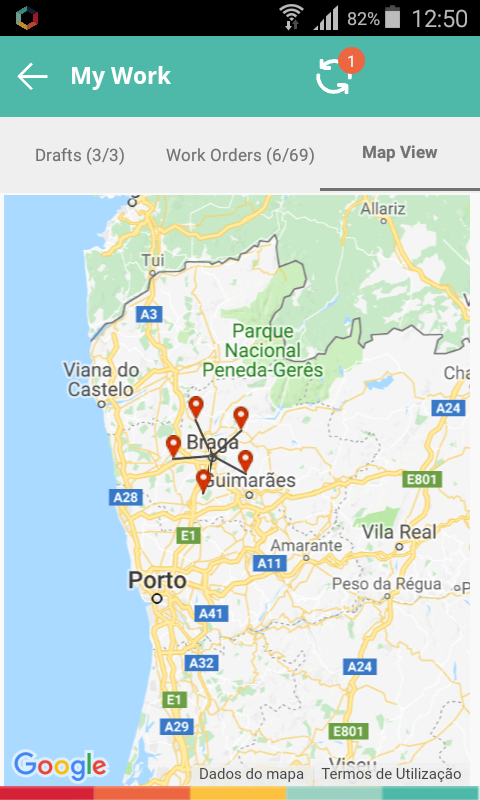 82% 12:50
My Work
1
Drafts (3/3)
Work Orders (6/69)
Map View
Allariz
Tui
A3
Parque
Nacional
Peneda-Gerês
Viana do
Castelo
Cha
A24
Braga
Guimarães
E801
A28
Vila Real
E1
Amarante
A11
Porto
Peso da Régua
P
A41
A32
A24
E1
A29
E801
Viseu
Google
Dados do mapa
Termos de Utilização